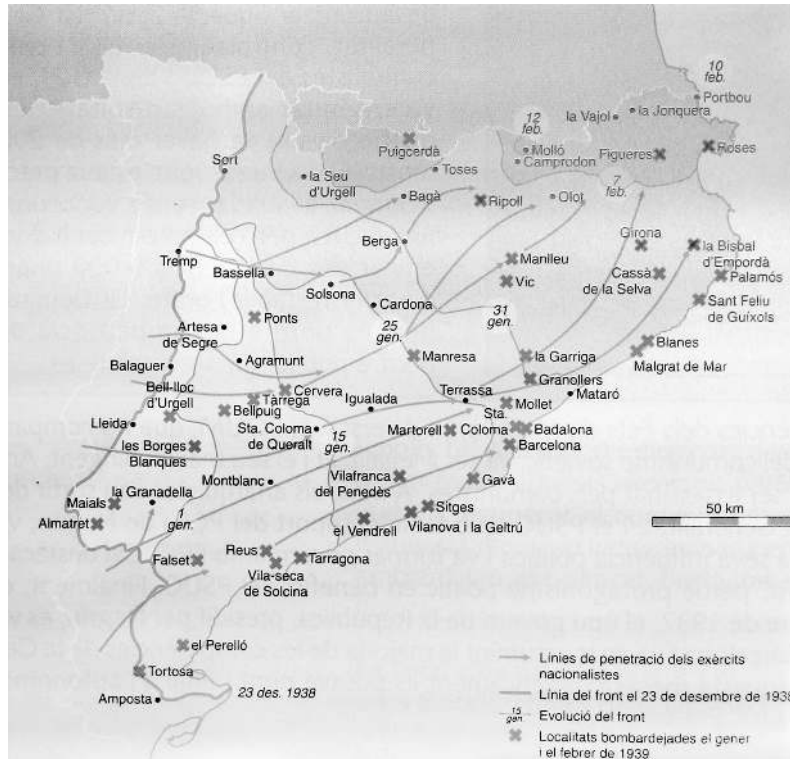 10
feb.
Portbou
la Jonquera
la Vajol
12
feb.
Molló
Camprodon
Figueres
Roses
Puigcerdà
Toses
Sort
la Seu
d'Urgell
Bagà
Ripoll
Olot
7
feb.
Girona
la Bisbal
d'Empordà
Palamós
Berga
Manlleu
Vic
Cassà
de la Selva
Sant Feliu
de Guíxols
Tremp
Bassella
Solsona
Cardona
Ponts
25
gen.
31
gen.
Blanes
Malgrat de Mar
Artesa
de Segre
Agramunt
Manresa
la Garriga
Granollers
Balaguer
Bell-lloc
d'Urgell
Cervera
Tàrrega
Igualada
Terrassa
Mataró
Mollet
Bellpuig
Lleida
Sta. Coloma
de Queralt
Martorell
Sta.
Coloma
Badalona
Barcelona
les Borges
Blanques
15
gen.
Montblanc
Vilafranca
del Penedès
Gavà
la Granadella
Maials
Almatret
1
gen.
Sitges
Vilanova i la Geltrú
el Vendrell
50 km
Falset
Reus
Tarragona
Vila-seca
de Solcina
el Perelló
Tortosa
Amposta
23 des. 1938
Línies de penetració dels exèrcits
nacionalistes
Línia del front el 23 de desembre de 1938
15
gen.
Evolució del front
Localitats bombardejades el gener
i el febrer de 1939